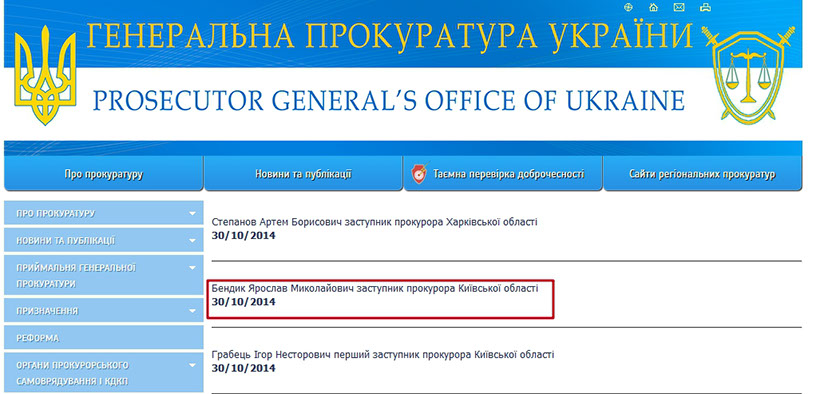 ГЕНЕРАЛЬНА ПРОКУРАТУРА УКРАЇНИ
PROSECUTOR GENERAL'S OFFICE OF UKRAINE
Про прокуратуру
Новини та публікації
Таємна перевірка доброчесності
Сайти регіональних прокуратур
ПРО ПРОКУРАТУРУ
НОВИНИ ТА ПУБЛІКАЦІЇ
ПРИЙМАЛЬНЯ ГЕНЕРАЛЬНОЇ
ПРОКУРАТУРИ
ПРИЗНАЧЕННЯ
РЕФОРМА
ОРГАНИ ПРОКУРОРСЬКОГО
САМОВРЯДУВАННЯ І КДКП
Степанов Артем Борисович заступник прокурора Харківської області
30/10/2014
Бендик Ярослав Миколайович заступник прокурора Київської області
30/10/2014
Грабець Ігор Несторович перший заступник прокурора Київської області
30/10/2014